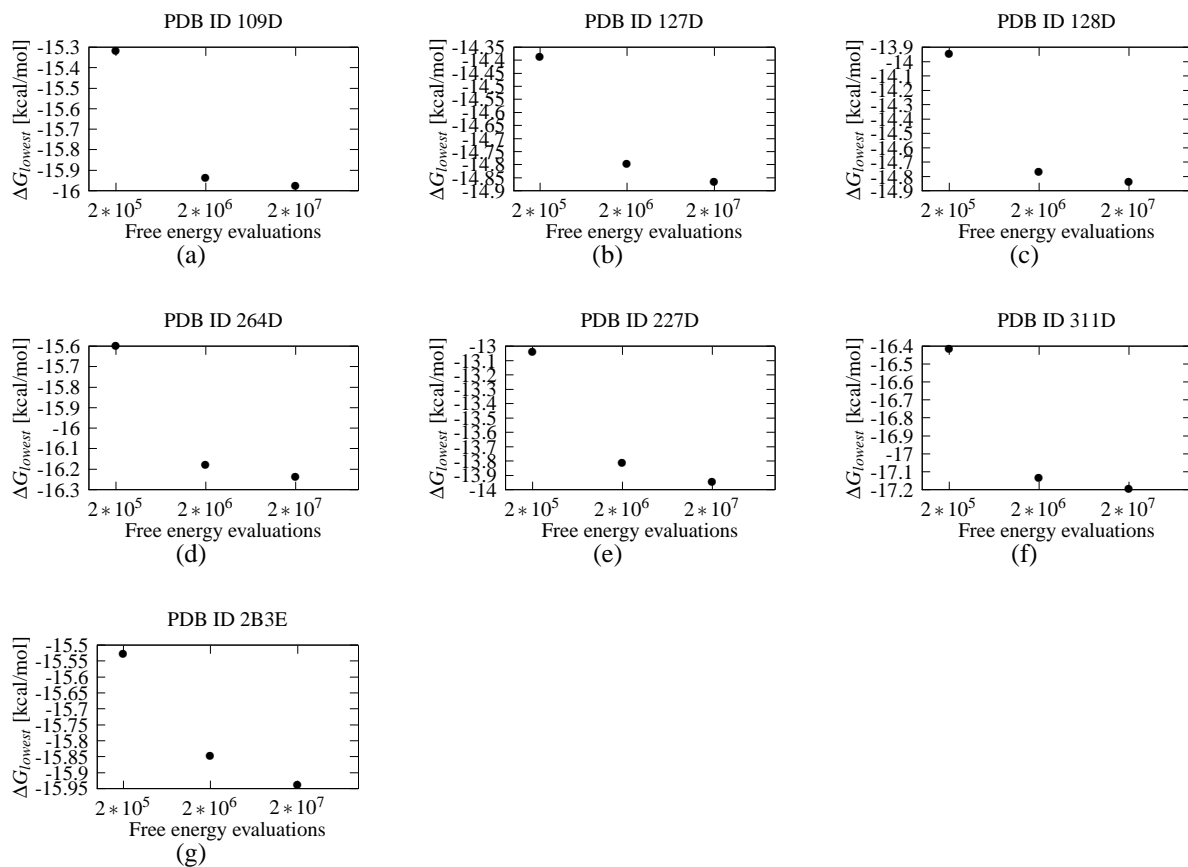 PDB ID 109D
ΔG_lowest [kcal/mol]
-15.3
-15.4
-15.5
-15.6
-15.7
-15.8
-15.9
-16
2 * 10^5 2 * 10^6 2 * 10^7
Free energy evaluations
(a)
PDB ID 127D
ΔG_lowest [kcal/mol]
-14.35
-14.4
-14.45
-14.5
-14.55
-14.6
-14.65
-14.7
-14.75
-14.8
-14.85
-14.9
2 * 10^5 2 * 10^6 2 * 10^7
Free energy evaluations
(b)
PDB ID 128D
ΔG_lowest [kcal/mol]
-13.9
-14
-14.1
-14.2
-14.3
-14.4
-14.5
-14.6
-14.7
-14.8
-14.9
2 * 10^5 2 * 10^6 2 * 10^7
Free energy evaluations
(c)
PDB ID 264D
ΔG_lowest [kcal/mol]
-15.6
-15.7
-15.8
-15.9
-16
-16.1
-16.2
-16.3
2 * 10^5 2 * 10^6 2 * 10^7
Free energy evaluations
(d)
PDB ID 227D
ΔG_lowest [kcal/mol]
-13
-13.1
-13.2
-13.3
-13.4
-13.5
-13.6
-13.7
-13.8
-13.9
-14
2 * 10^5 2 * 10^6 2 * 10^7
Free energy evaluations
(e)
PDB ID 311D
ΔG_lowest [kcal/mol]
-16.4
-16.5
-16.6
-16.7
-16.8
-16.9
-17
-17.1
-17.2
2 * 10^5 2 * 10^6 2 * 10^7
Free energy evaluations
(f)
PDB ID 2B3E
ΔG_lowest [kcal/mol]
-15.5
-15.55
-15.6
-15.65
-15.7
-15.75
-15.8
-15.85
-15.9
-15.95
2 * 10^5 2 * 10^6 2 * 10^7
Free energy evaluations
(g)